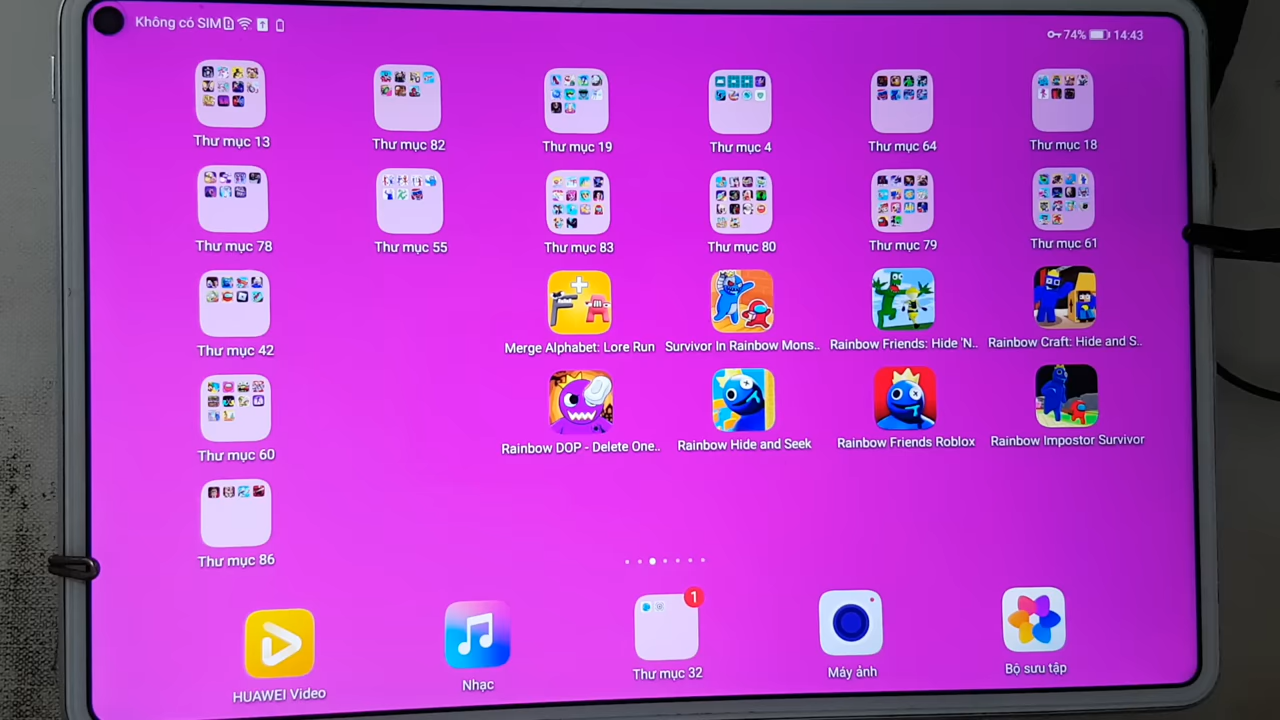 Không có SIM
74% 14:43
Thư mục 13
Thư mục 82
Thư mục 19
Thư mục 4
Thư mục 64
Thư mục 18
Thư mục 78
Thư mục 55
Thư mục 83
Thư mục 80
Thư mục 79
Thư mục 61
Thư mục 42
Merge Alphabet: Lore Run
Survivor In Rainbow Mons..
Rainbow Friends: Hide 'N..
Rainbow Craft: Hide and S..
Thư mục 60
Rainbow DOP - Delete One..
Rainbow Hide and Seek
Rainbow Friends Roblox
Rainbow Impostor Survivor
Thư mục 86
1
HUAWEI Video
Nhạc
Thư mục 32
Máy ảnh
Bộ sưu tập